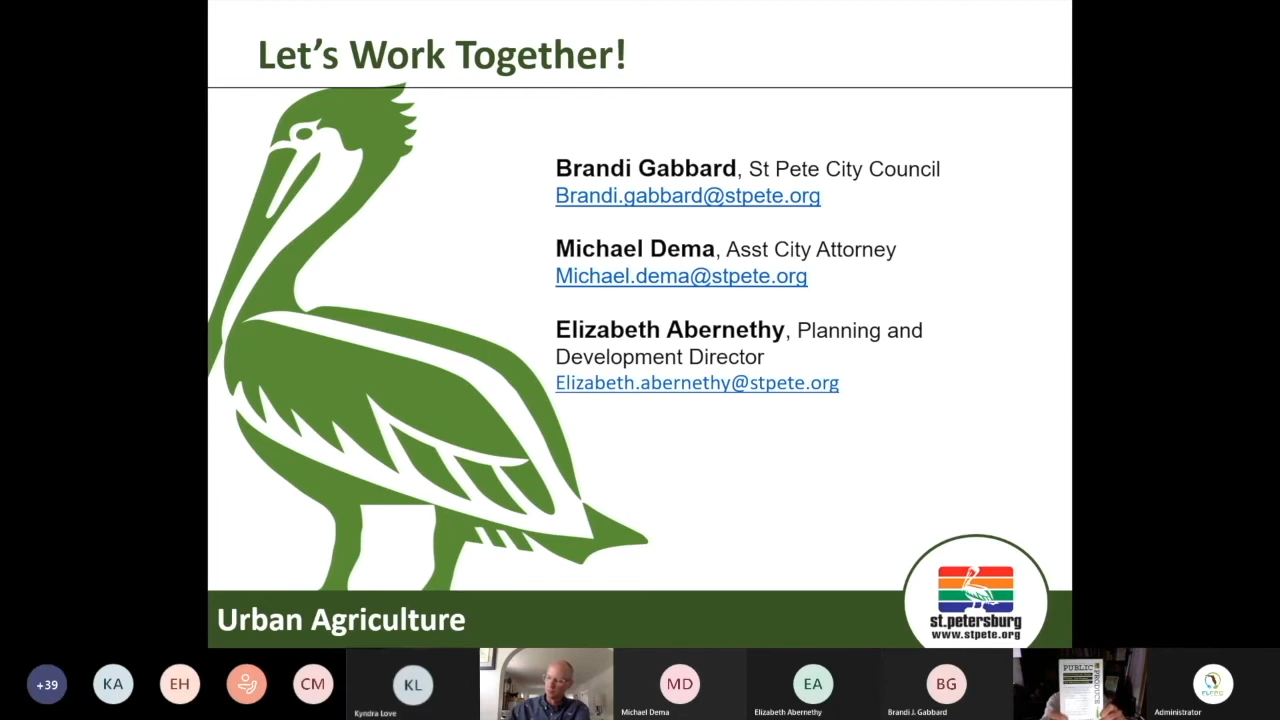 Let's Work Together!
Brandi Gabbard, St Pete City Council
Brandi.gabbard@stpete.org
Michael Dema, Asst City Attorney
Michael.dema@stpete.org
Elizabeth Abernethy, Planning and
Development Director
Elizabeth.abernethy@stpete.org
Urban Agriculture
st.petersburg
www.stpete.org
+39
KA
EH
CM
KL
Kyndra Love
MD
Michael Dema
EA
Elizabeth Abernethy
BG
Brandi J. Gabbard
PUBLIC
PRODUCE
Administrator